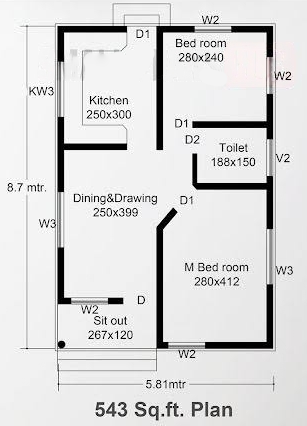 W2
D1
Bed room
280x240
W2
KW3
Kitchen
250x300
D1
D2
Toilet
188x150
V2
8.7 mtr.
Dining&Drawing
250x399
D1
W3
M Bed room
280x412
W3
W2
D
Sit out
267x120
W2
5.81mtr
543 Sq.ft. Plan